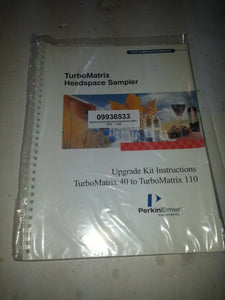 TurboMatrix
Headspace Sampler
09936533
Upgrade Kit Instructions
TurboMatrix 40 to TurboMatrix 110
PerkinElmer